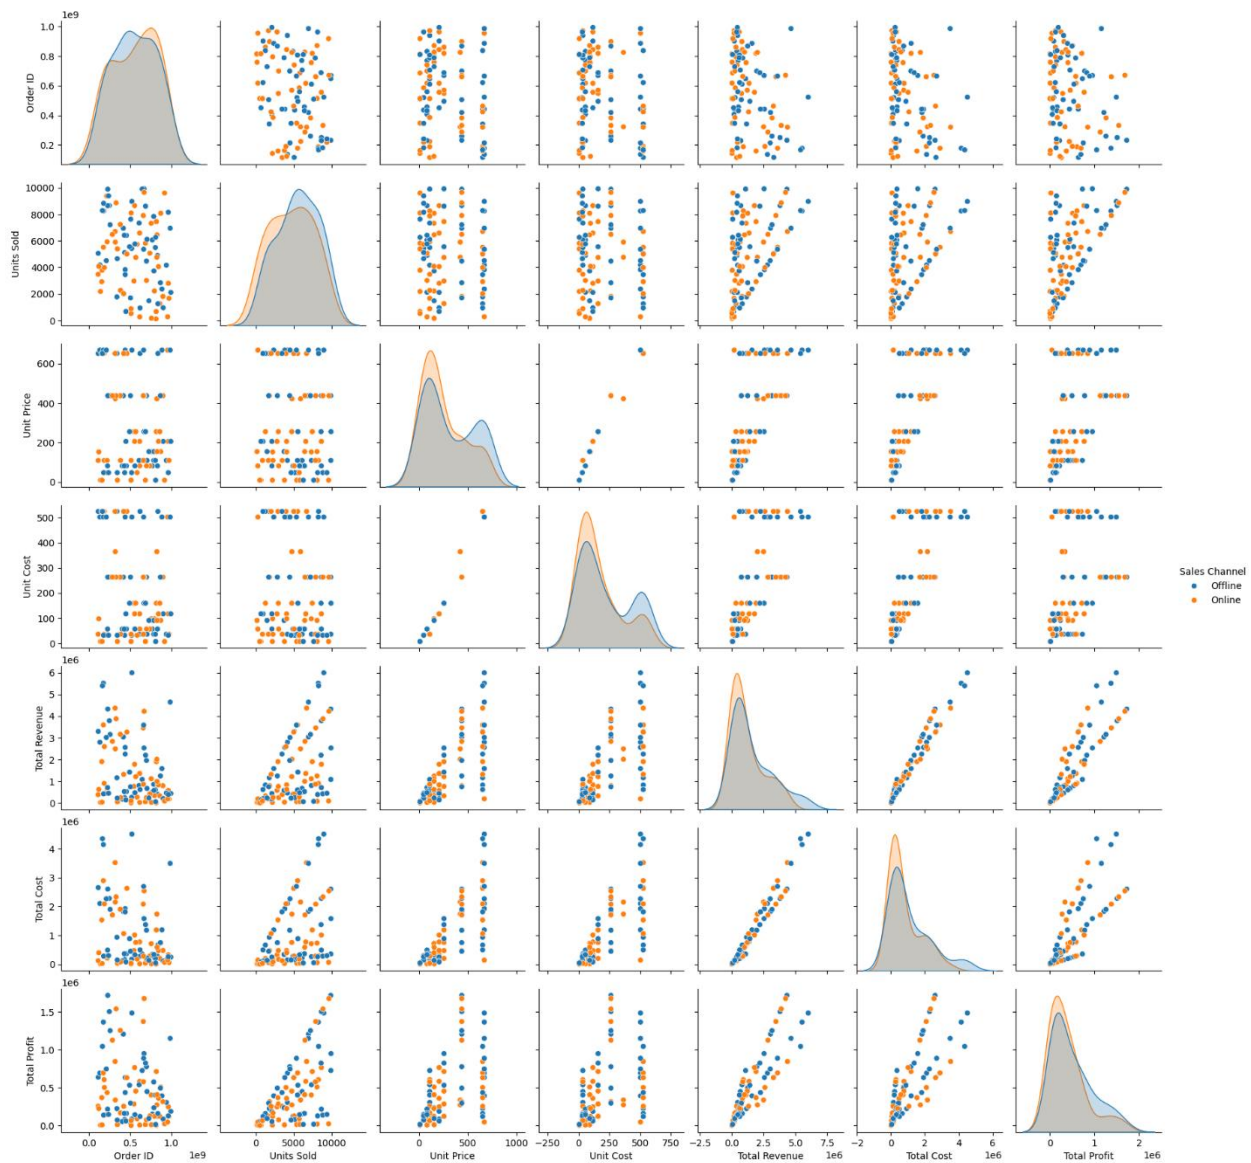 1e9
1.0
0.8
0.6
0.4
0.2
Order ID
10000
8000
6000
4000
2000
0
Units Sold
600
400
200
0
Unit Price
500
400
300
200
100
0
Unit Cost
Sales Channel
Offline
Online
1e6
6
5
4
3
2
1
0
Total Revenue
1e6
4
3
2
1
0
Total Cost
1e6
1.5
1.0
0.5
0.0
Total Profit
0.0 0.5 1.0
1e9
Order ID
0 5000 10000
Units Sold
0 500 1000
Unit Price
−250 0 250 500 750
Unit Cost
0.0 2.5 5.0 7.5
1e6
Total Revenue
−2 0 2 4 6
1e6
Total Cost
0 1 2
1e6
Total Profit